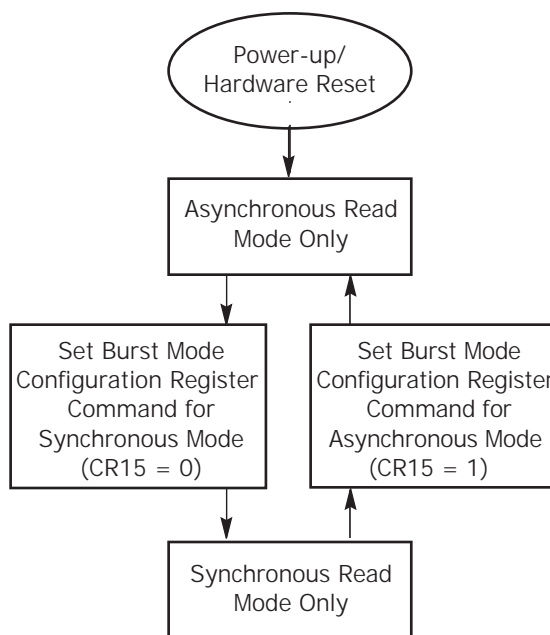 Power-up/
Hardware Reset
Asynchronous Read
Mode Only
Set Burst Mode
Configuration Register
Command for
Synchronous Mode
(CR15 = 0)
Set Burst Mode
Configuration Register
Command for
Asynchronous Mode
(CR15 = 1)
Synchronous Read
Mode Only